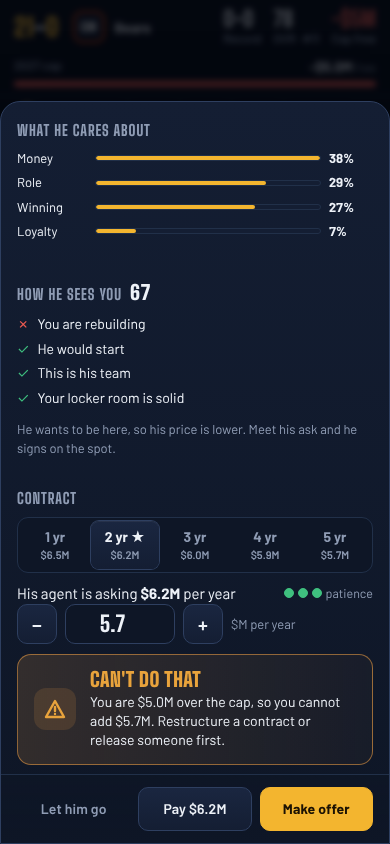 21-0
Bears
0-0
78
WHAT HE CARES ABOUT
Money 38%
Role 29%
Winning 27%
Loyalty 7%
HOW HE SEES YOU 67
× You are rebuilding
✓ He would start
✓ This is his team
✓ Your locker room is solid
He wants to be here, so his price is lower. Meet his ask and he
signs on the spot.
CONTRACT
1 yr 2 yr ★ 3 yr 4 yr 5 yr
$6.5M $6.2M $6.0M $5.9M $5.7M
His agent is asking $6.2M per year patience
− 5.7 + $M per year
CAN'T DO THAT
You are $5.0M over the cap, so you cannot
add $5.7M. Restructure a contract or
release someone first.
Let him go Pay $6.2M Make offer